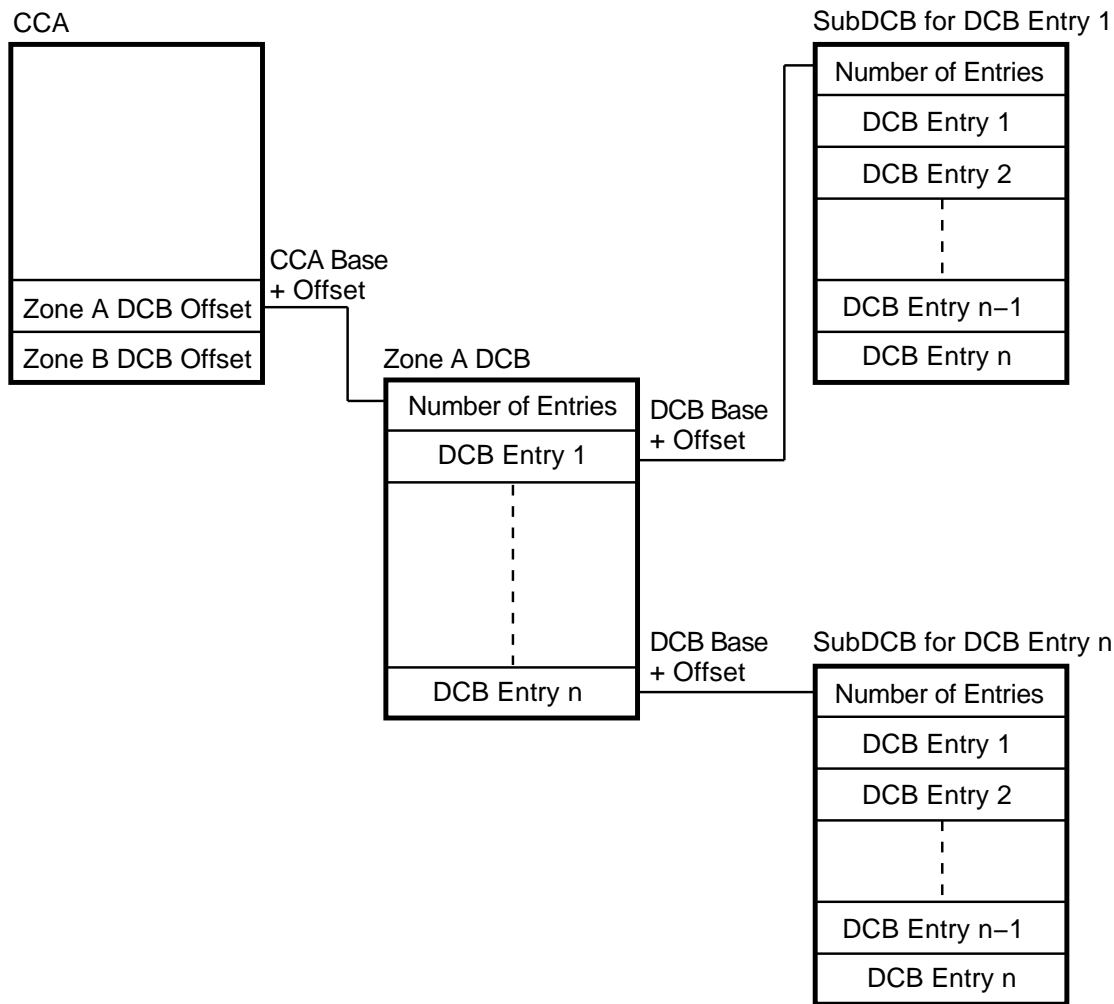 CCA
Zone A DCB Offset
Zone B DCB Offset
CCA Base
+ Offset
Zone A DCB
Number of Entries
DCB Entry 1
DCB Entry n
DCB Base
+ Offset
SubDCB for DCB Entry 1
Number of Entries
DCB Entry 1
DCB Entry 2
DCB Entry n−1
DCB Entry n
DCB Base
+ Offset
SubDCB for DCB Entry n
Number of Entries
DCB Entry 1
DCB Entry 2
DCB Entry n−1
DCB Entry n